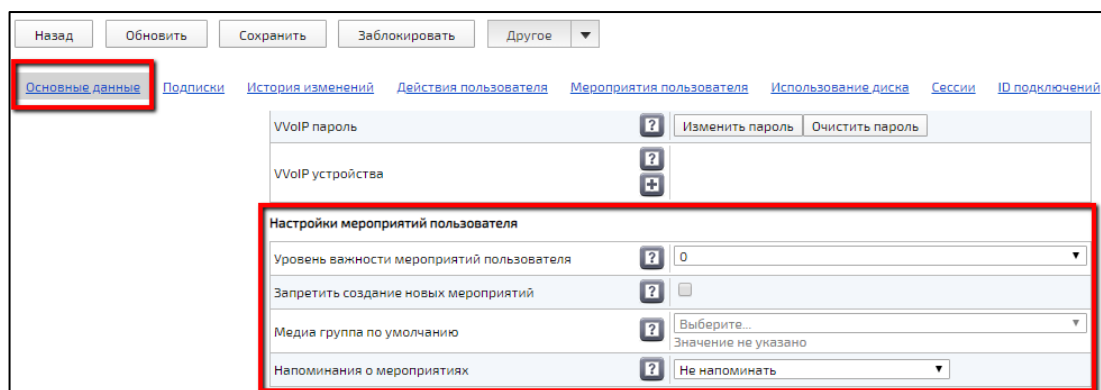 Назад Обновить Сохранить Заблокировать Другое
Основные данные Подписки История изменений Действия пользователя Мероприятия пользователя Использование диска Сессии ID подключений
VVoIP пароль ? Изменить пароль Очистить пароль
VVoIP устройства ? +
Настройки мероприятий пользователя
Уровень важности мероприятий пользователя ? 0
Запретить создание новых мероприятий ?
Медиа группа по умолчанию ? Выберите...
Значение не указано
Напоминания о мероприятиях ? Не напоминать